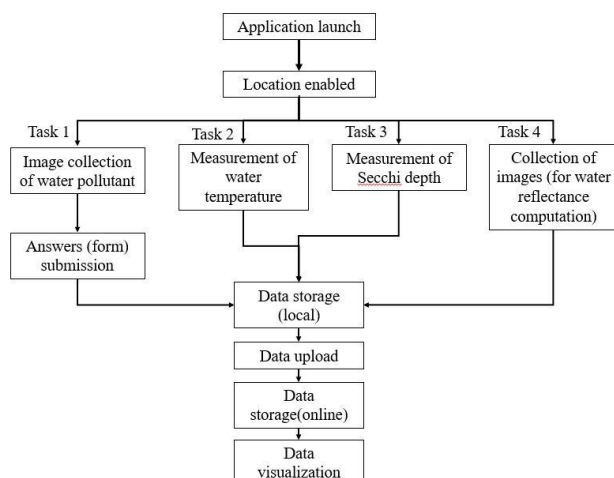 Application launch
Location enabled
Task 1
Task 2
Task 3
Task 4
Image collection
of water pollutant
Measurement of
water
temperature
Measurement of
Secchi depth
Collection of
images (for water
reflectance
computation)
Answers (form)
submission
Data storage
(local)
Data upload
Data
storage(online)
Data
visualization